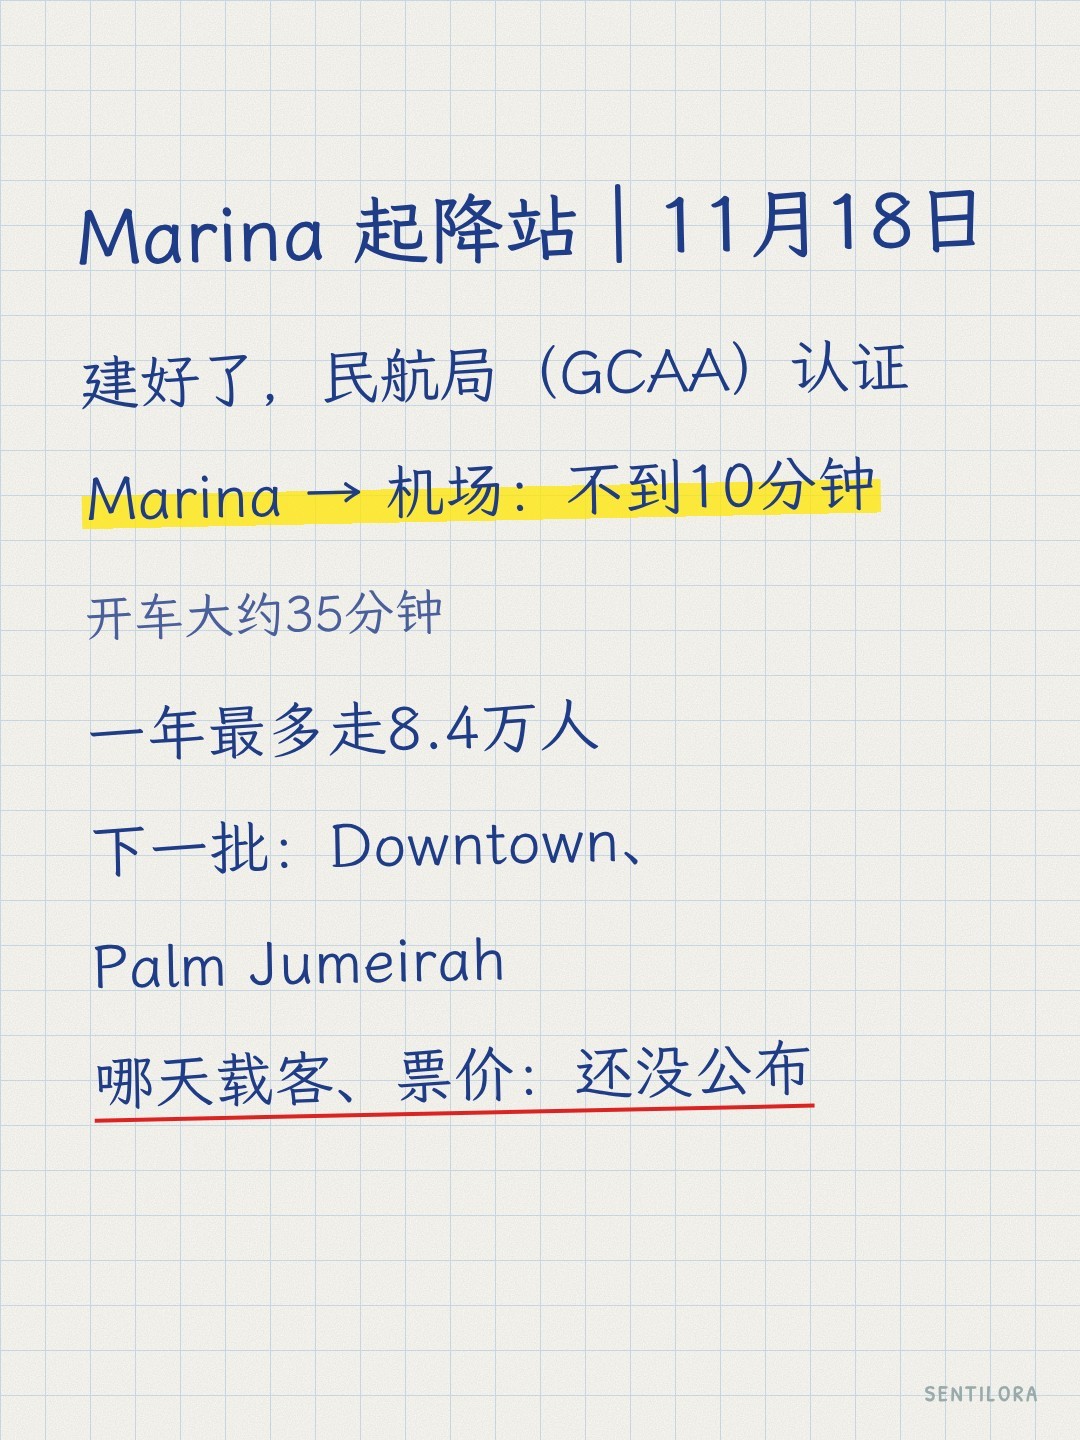 Marina 起降站 | 11月18日
建好了，民航局（GCAA）认证
Marina → 机场：不到10分钟
开车大约35分钟
一年最多走8.4万人
下一批：Downtown、
Palm Jumeirah
哪天载客、票价：还没公布
SENTILORA